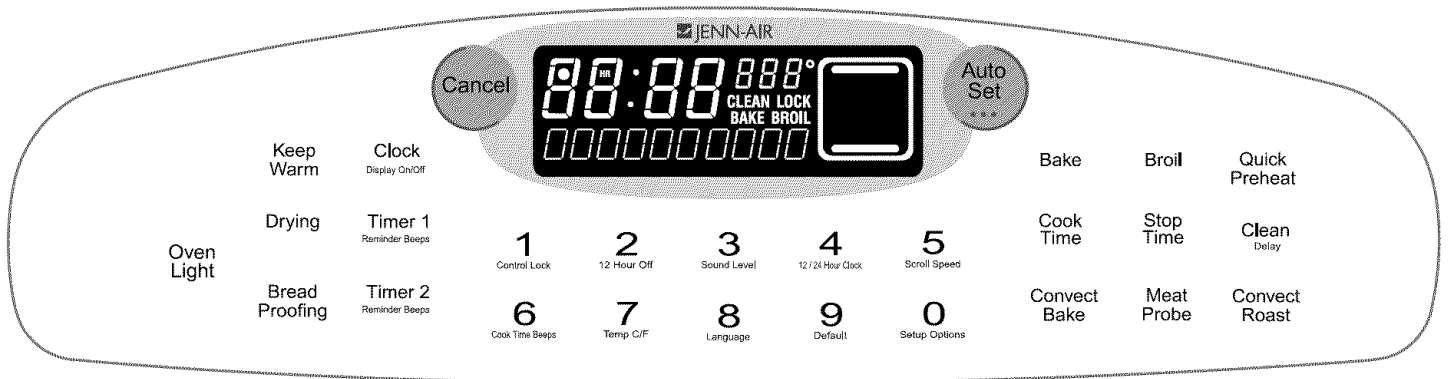 JENN-AIR
Cancel
88:88 888°
HR
CLEAN LOCK
BAKE BROIL
Auto
Set
Keep
Warm
Clock
Display On/Off
Drying
Timer 1
Reminder Beeps
Oven
Light
Bread
Proofing
Timer 2
Reminder Beeps
1
Control Lock
2
12 Hour Off
3
Sound Level
4
12 / 24 Hour Clock
5
Scroll Speed
6
Cook Time Beeps
7
Temp C/F
8
Language
9
Default
0
Setup Options
Bake
Broil
Quick
Preheat
Cook
Time
Stop
Time
Clean
Delay
Convect
Bake
Meat
Probe
Convect
Roast